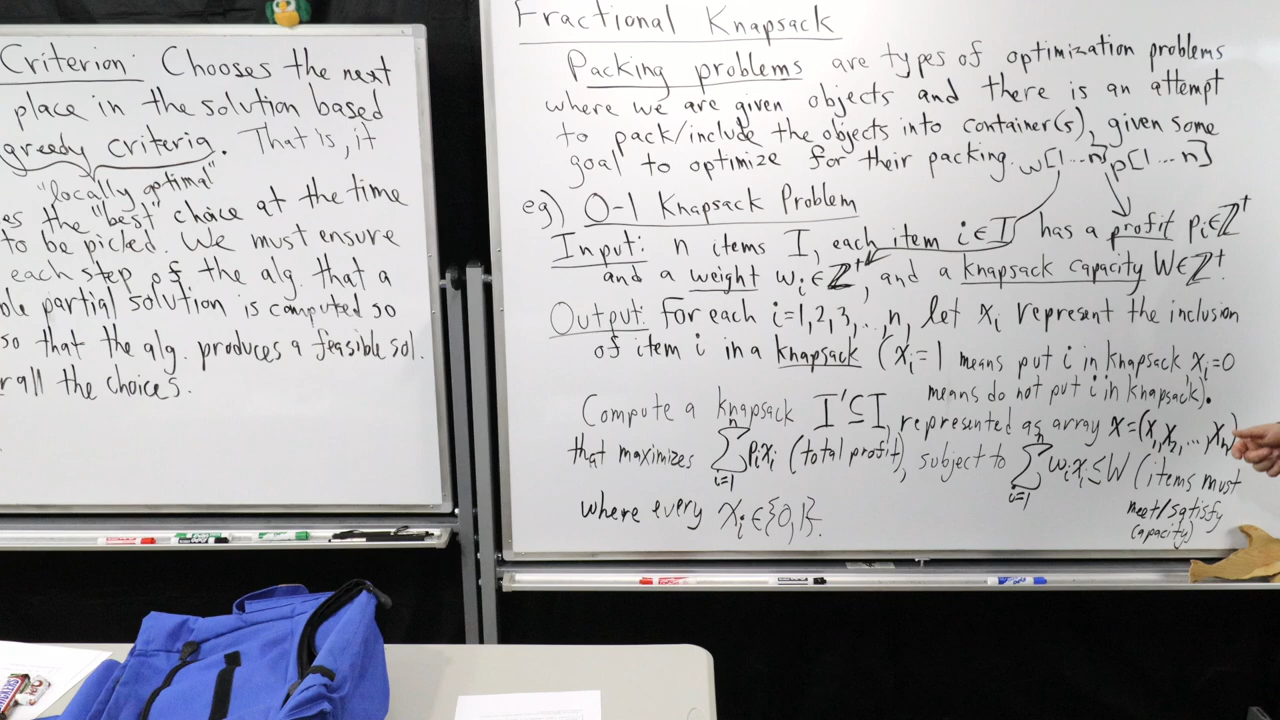 Criterion: Chooses the next
place in the solution based
greedy criteria. That is, it
"locally optimal"
es the "best" choice at the time
to be picked. We must ensure
each step of the alg. that a
ble partial solution is computed so
so that the alg. produces a feasible sol.
r all the choices.
Fractional Knapsack
Packing problems are types of optimization problems
where we are given objects and there is an attempt
to pack/include the objects into container(s), given some
goal to optimize for their packing. w[1...n], p[1...n]
eg) 0-1 Knapsack Problem
Input: n items I, each item i∈I has a profit pᵢ∈ℤ⁺
and a weight wᵢ∈ℤ⁺, and a knapsack capacity W∈ℤ⁺.
Output: For each i=1,2,3,...,n, let xᵢ represent the inclusion
of item i in a knapsack (xᵢ=1 means put i in knapsack xᵢ=0
means do not put i in knapsack).
Compute a knapsack I'⊆I, represented as array x=(x₁,x₂,...,xₙ)
that maximizes ∑ᵢ₌₁ⁿ pᵢxᵢ (total profit), subject to ∑ᵢ₌₁ⁿ wᵢxᵢ≤W (items must
meet/satisfy
capacity)
where every xᵢ∈{0,1}.